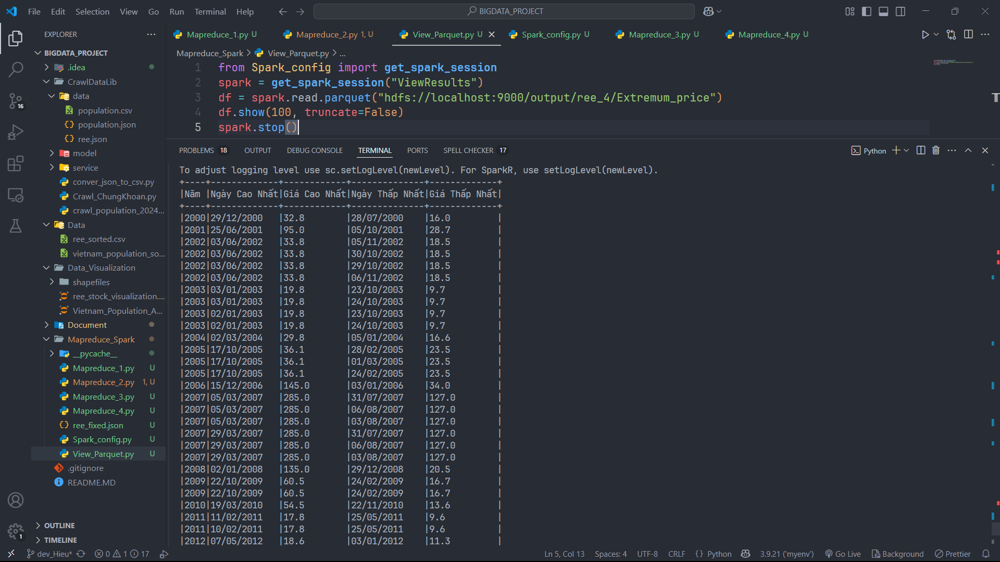 File Edit Selection View Go Run Terminal Help
BIGDATA_PROJECT
EXPLORER
BIGDATA_PROJECT
.idea
CrawlDataLib
data
population.csv
population.json
ree.json
model
service
conver_json_to_csv.py
Crawl_ChungKhoan.py
crawl_population_2024...
Data
ree_sorted.csv
vietnam_population_so...
Data_Visualization
shapefiles
ree_stock_visualization....
Vietnam_Population_A...
Document
Mapreduce_Spark
__pycache__
Mapreduce_1.py U
Mapreduce_2.py 1, U
Mapreduce_3.py U
Mapreduce_4.py U
ree_fixed.json U
Spark_config.py U
View_Parquet.py U
.gitignore
README.MD
OUTLINE
TIMELINE
16
1
Mapreduce_1.py U Mapreduce_2.py 1, U View_Parquet.py U Spark_config.py U Mapreduce_3.py U Mapreduce_4.py U
Mapreduce_Spark > View_Parquet.py > ...
1 from Spark_config import get_spark_session
2 spark = get_spark_session("ViewResults")
3 df = spark.read.parquet("hdfs://localhost:9000/output/ree_4/Extremum_price")
4 df.show(100, truncate=False)
5 spark.stop()
PROBLEMS 18 OUTPUT DEBUG CONSOLE TERMINAL PORTS SPELL CHECKER 17 Python
To adjust logging level use sc.setLogLevel(newLevel). For SparkR, use setLogLevel(newLevel).
+----+-------------+------------+--------------+-------------+
|Năm |Ngày Cao Nhất|Giá Cao Nhất|Ngày Thấp Nhất|Giá Thấp Nhất|
+----+-------------+------------+--------------+-------------+
|2000|29/12/2000   |32.8        |28/07/2000    |16.0         |
|2001|25/06/2001   |95.0        |05/10/2001    |28.7         |
|2002|03/06/2002   |33.8        |05/11/2002    |18.5         |
|2002|03/06/2002   |33.8        |30/10/2002    |18.5         |
|2002|03/06/2002   |33.8        |29/10/2002    |18.5         |
|2002|03/06/2002   |33.8        |06/11/2002    |18.5         |
|2003|03/01/2003   |19.8        |23/10/2003    |9.7          |
|2003|03/01/2003   |19.8        |24/10/2003    |9.7          |
|2003|02/01/2003   |19.8        |23/10/2003    |9.7          |
|2003|02/01/2003   |19.8        |24/10/2003    |9.7          |
|2004|02/03/2004   |29.8        |05/01/2004    |16.6         |
|2005|17/10/2005   |36.1        |28/02/2005    |23.5         |
|2005|17/10/2005   |36.1        |01/03/2005    |23.5         |
|2005|17/10/2005   |36.1        |24/02/2005    |23.5         |
|2006|15/12/2006   |145.0       |03/01/2006    |34.0         |
|2007|05/03/2007   |285.0       |31/07/2007    |127.0        |
|2007|05/03/2007   |285.0       |06/08/2007    |127.0        |
|2007|05/03/2007   |285.0       |03/08/2007    |127.0        |
|2007|29/03/2007   |285.0       |31/07/2007    |127.0        |
|2007|29/03/2007   |285.0       |06/08/2007    |127.0        |
|2007|29/03/2007   |285.0       |03/08/2007    |127.0        |
|2008|02/01/2008   |135.0       |29/12/2008    |20.5         |
|2009|22/10/2009   |60.5        |24/02/2009    |16.7         |
|2009|22/10/2009   |60.5        |24/02/2009    |16.7         |
|2010|19/03/2010   |54.5        |22/11/2010    |13.6         |
|2011|11/02/2011   |17.8        |25/05/2011    |9.6          |
|2011|10/02/2011   |17.8        |25/05/2011    |9.6          |
|2012|07/05/2012   |18.6        |03/01/2012    |11.3         |
dev_Hieu* 0 1 17 Ln 5, Col 13 Spaces: 4 UTF-8 CRLF {} Python 3.9.21 ('myenv') Go Live Background Prettier